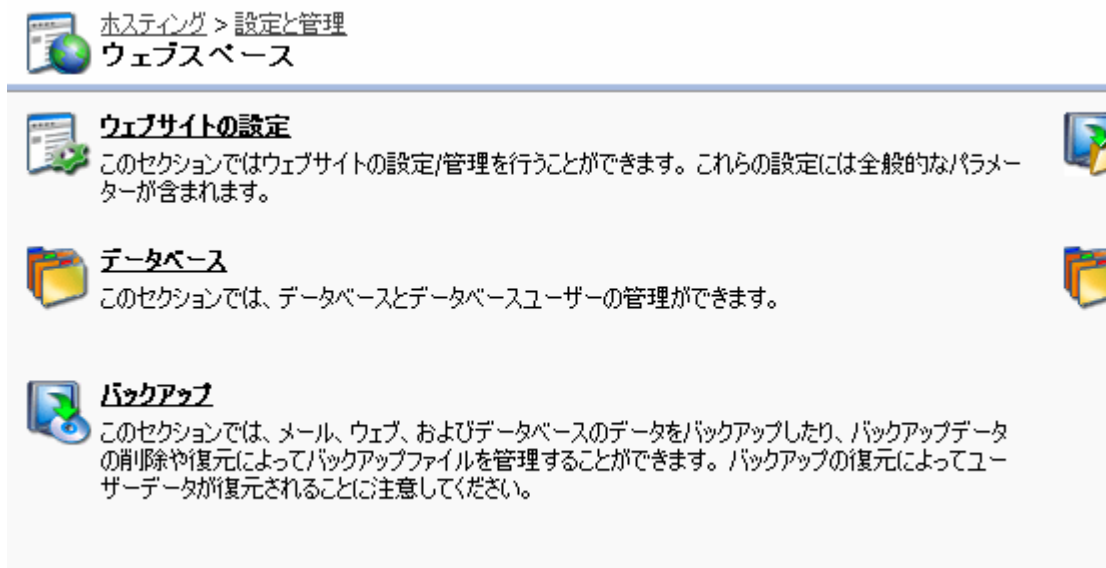 ホスティング > 設定と管理
ウェブスペース
ウェブサイトの設定
このセクションではウェブサイトの設定/管理を行うことができます。これらの設定には全般的なパラメー
ターが含まれます。
データベース
このセクションでは、データベースとデータベースユーザーの管理ができます。
バックアップ
このセクションでは、メール、ウェブ、およびデータベースのデータをバックアップしたり、バックアップデータ
の削除や復元によってバックアップファイルを管理することができます。バックアップの復元によってユー
ザーデータが復元されることに注意してください。